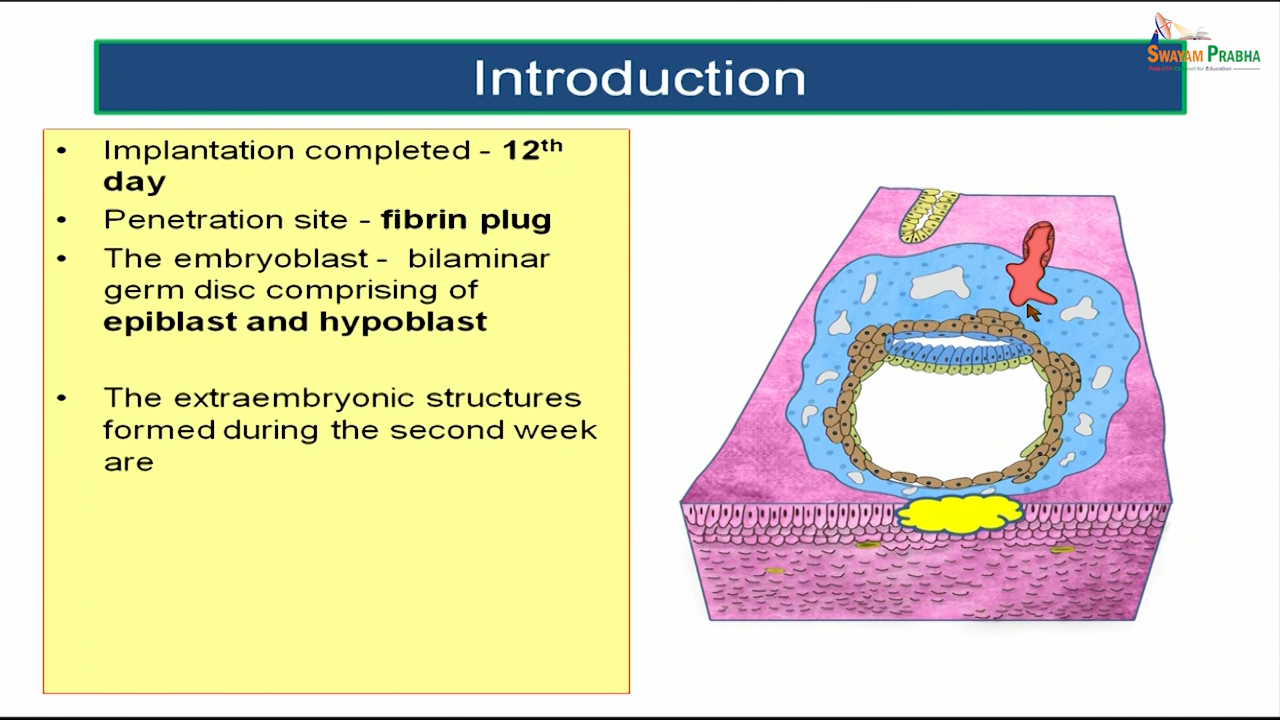 SWAYAM PRABHA
Introduction
• Implantation completed - 12th
day
• Penetration site - fibrin plug
• The embryoblast - bilaminar
germ disc comprising of
epiblast and hypoblast
• The extraembryonic structures
formed during the second week
are